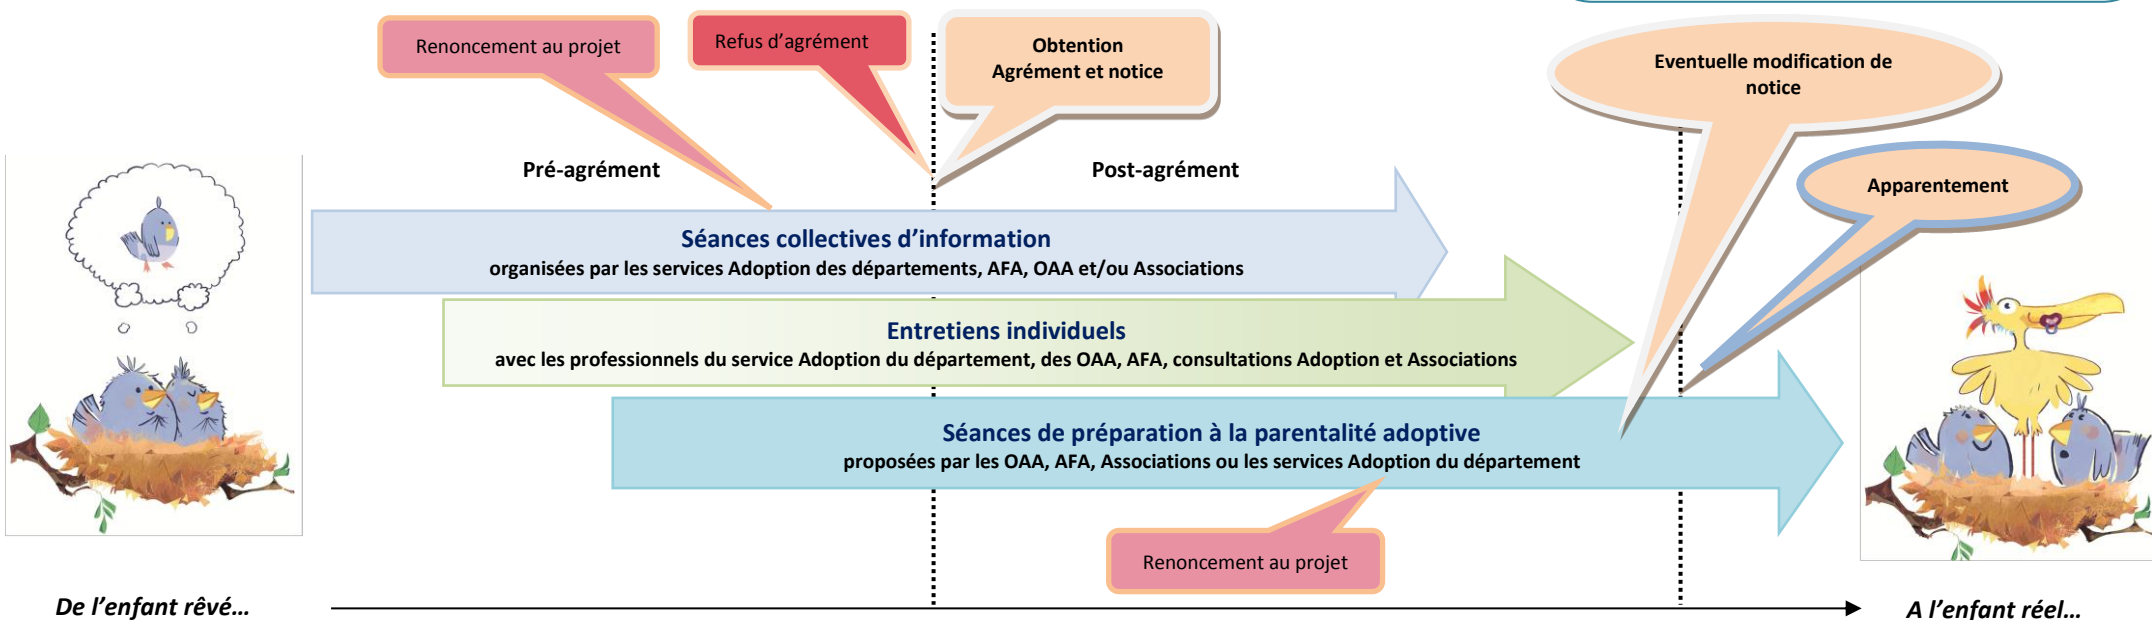 Renoncement au projet
Refus d’agrément
Obtention
Agrément et notice
Eventuelle modification de
notice
Pré-agrément
Post-agrément
Apparentement
Séances collectives d’information
organisées par les services Adoption des départements, AFA, OAA et/ou Associations
Entretiens individuels
avec les professionnels du service Adoption du département, des OAA, AFA, consultations Adoption et Associations
Séances de préparation à la parentalité adoptive
proposées par les OAA, AFA, Associations ou les services Adoption du département
Renoncement au projet
De l’enfant rêvé…
A l’enfant réel…